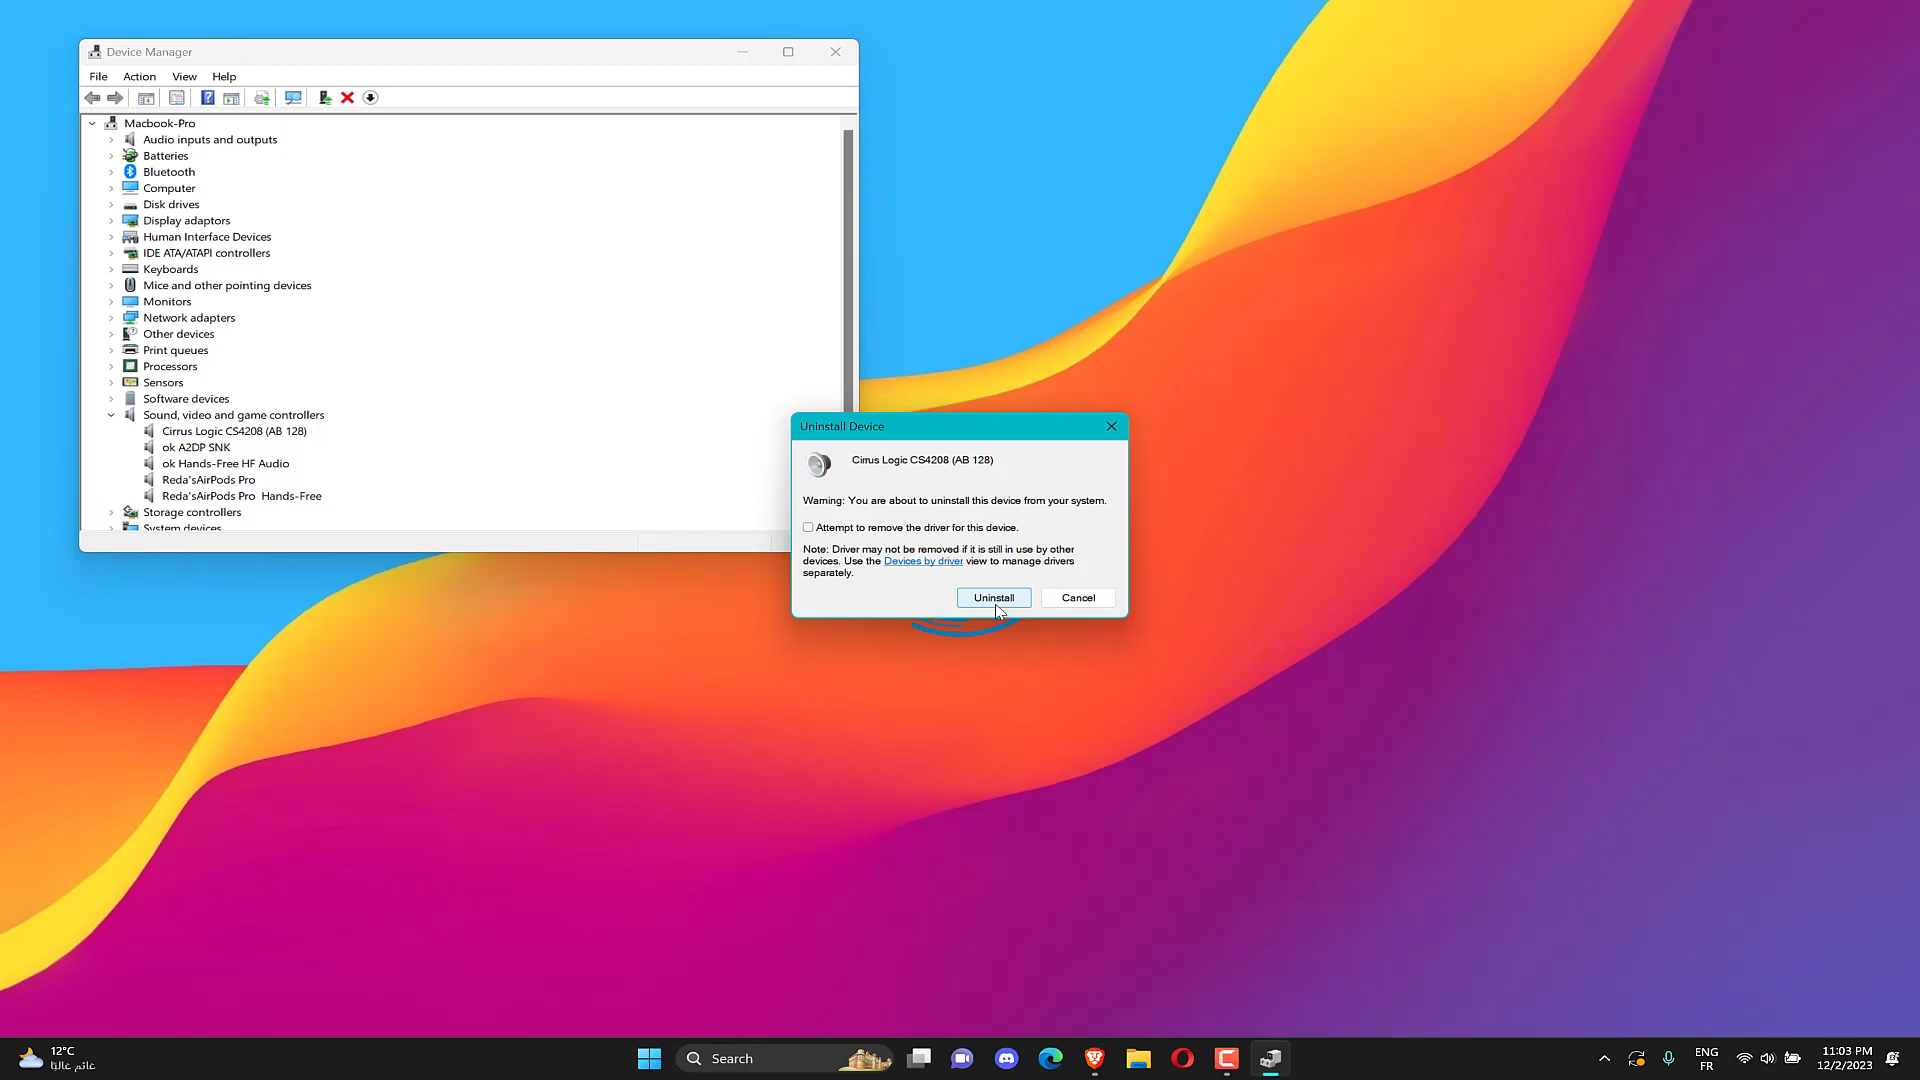 Device Manager
File Action View Help
Macbook-Pro
Audio inputs and outputs
Batteries
Bluetooth
Computer
Disk drives
Display adaptors
Human Interface Devices
IDE ATA/ATAPI controllers
Keyboards
Mice and other pointing devices
Monitors
Network adapters
Other devices
Print queues
Processors
Sensors
Software devices
Sound, video and game controllers
Cirrus Logic CS4208 (AB 128)
ok A2DP SNK
ok Hands-Free HF Audio
Reda'sAirPods Pro
Reda'sAirPods Pro Hands-Free
Storage controllers
System devices
Uninstall Device
Cirrus Logic CS4208 (AB 128)
Warning: You are about to uninstall this device from your system.
Attempt to remove the driver for this device.
Note: Driver may not be removed if it is still in use by other
devices. Use the Devices by driver view to manage drivers
separately.
Uninstall Cancel
12°C
غائم غالبًا
Search
ENG
FR
11:03 PM
12/2/2023